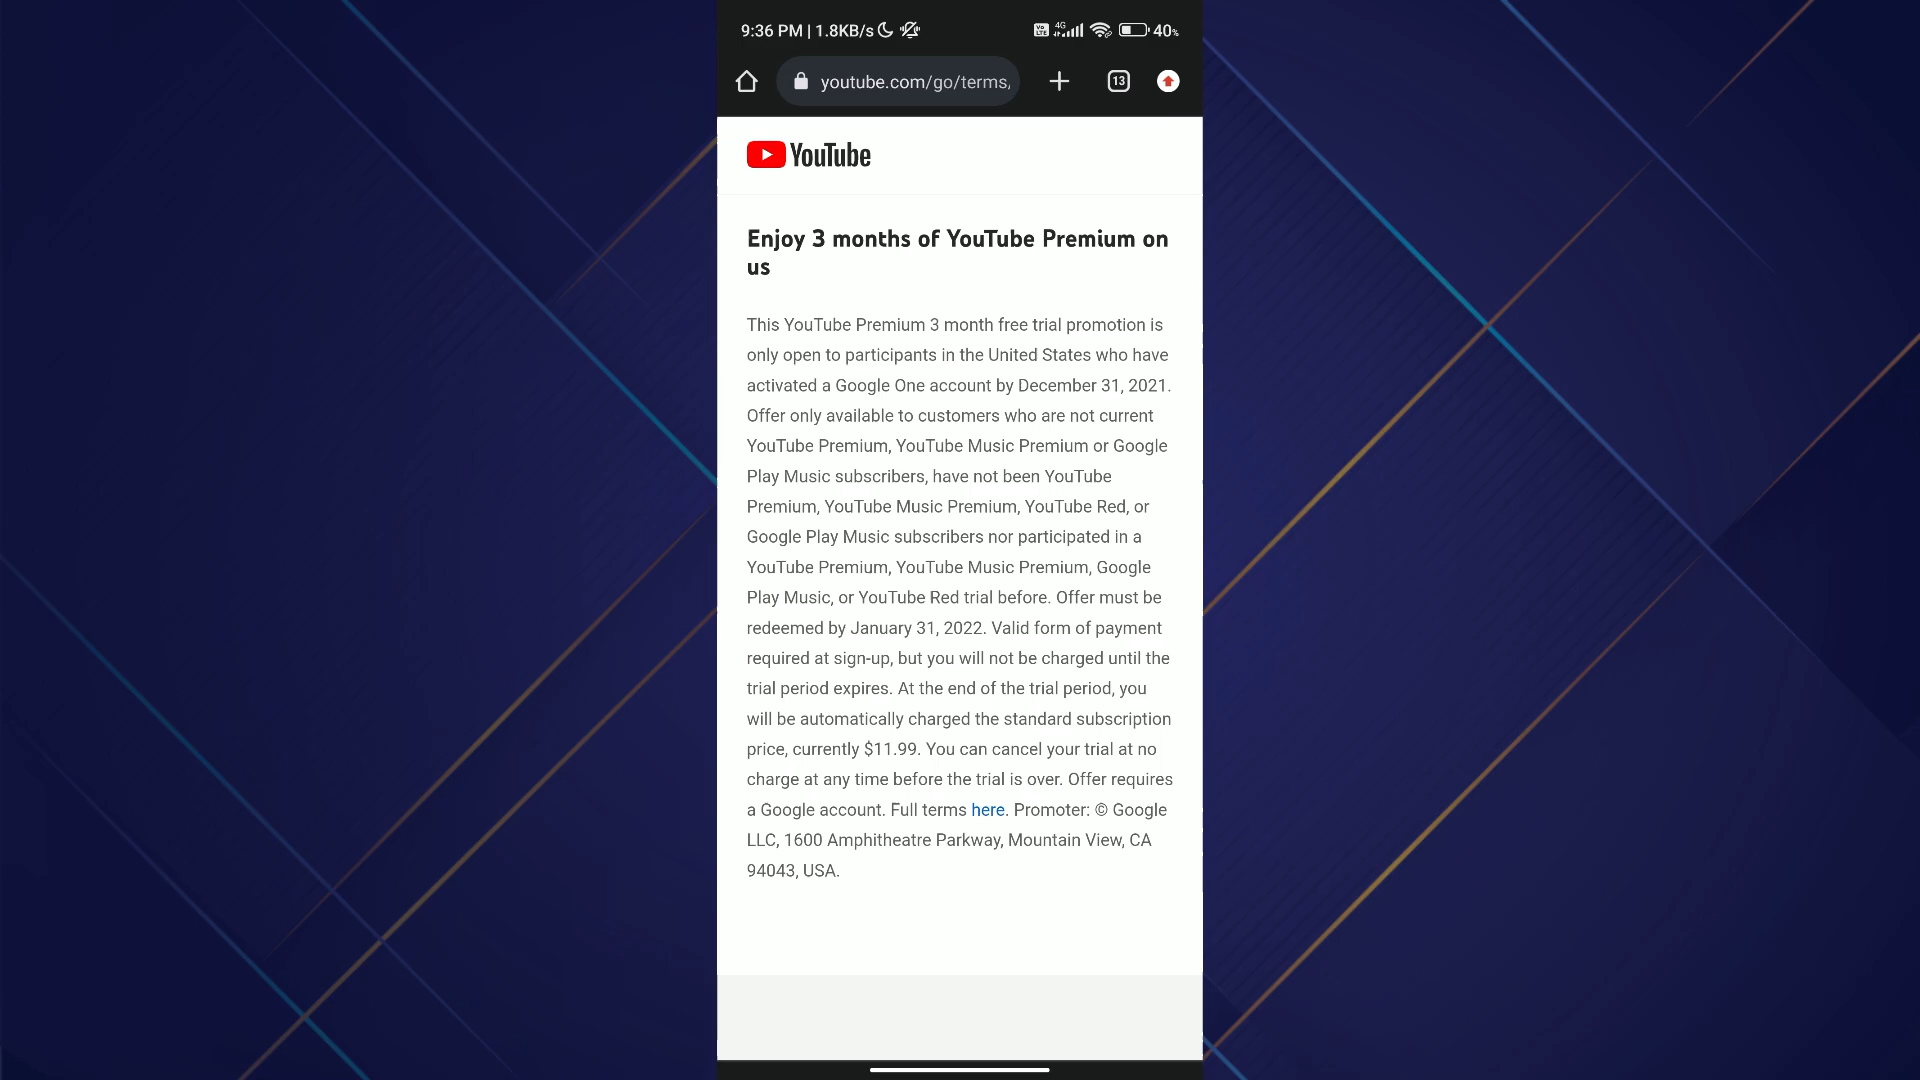 9:36 PM | 1.8KB/s 4G 40%
youtube.com/go/terms, 13
YouTube
Enjoy 3 months of YouTube Premium on
us
This YouTube Premium 3 month free trial promotion is
only open to participants in the United States who have
activated a Google One account by December 31, 2021.
Offer only available to customers who are not current
YouTube Premium, YouTube Music Premium or Google
Play Music subscribers, have not been YouTube
Premium, YouTube Music Premium, YouTube Red, or
Google Play Music subscribers nor participated in a
YouTube Premium, YouTube Music Premium, Google
Play Music, or YouTube Red trial before. Offer must be
redeemed by January 31, 2022. Valid form of payment
required at sign-up, but you will not be charged until the
trial period expires. At the end of the trial period, you
will be automatically charged the standard subscription
price, currently $11.99. You can cancel your trial at no
charge at any time before the trial is over. Offer requires
a Google account. Full terms here. Promoter: © Google
LLC, 1600 Amphitheatre Parkway, Mountain View, CA
94043, USA.